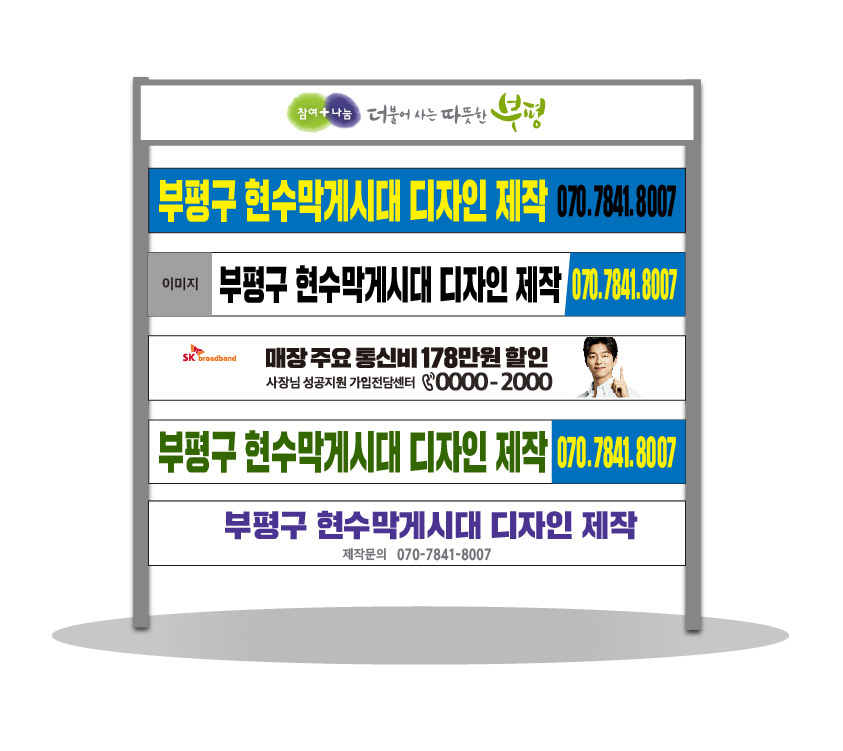 참여+나눔 더불어 사는 따뜻한 부평
부평구 현수막게시대 디자인 제작 070.7841.8007
이미지 부평구 현수막게시대 디자인 제작 070.7841.8007
SK broadband 매장 주요 통신비 178만원 할인
사장님 성공지원 가입전담센터 0000-2000
부평구 현수막게시대 디자인 제작 070.7841.8007
부평구 현수막게시대 디자인 제작
제작문의 070-7841-8007